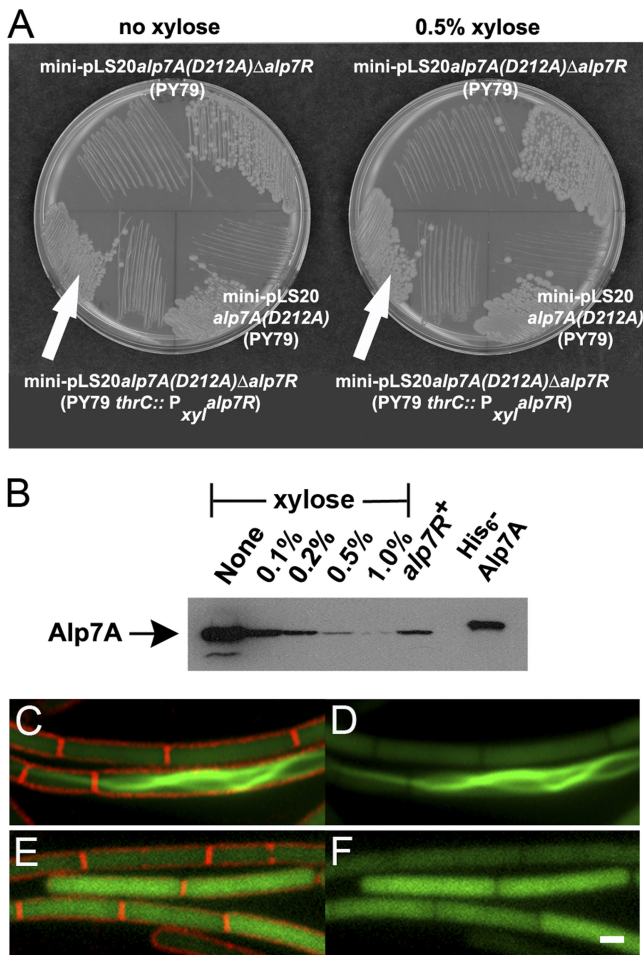 A
no xylose
0.5% xylose
mini-pLS20alp7A(D212A)Δalp7R
(PY79)
mini-pLS20alp7A(D212A)Δalp7R
(PY79)
mini-pLS20
alp7A(D212A)
(PY79)
mini-pLS20
alp7A(D212A)
(PY79)
mini-pLS20alp7A(D212A)Δalp7R
(PY79 thrC:: Pxylalp7R)
mini-pLS20alp7A(D212A)Δalp7R
(PY79 thrC:: Pxylalp7R)
B
xylose
None
0.1%
0.2%
0.5%
1.0%
alp7R+
His6-
Alp7A
Alp7A
C
D
E
F